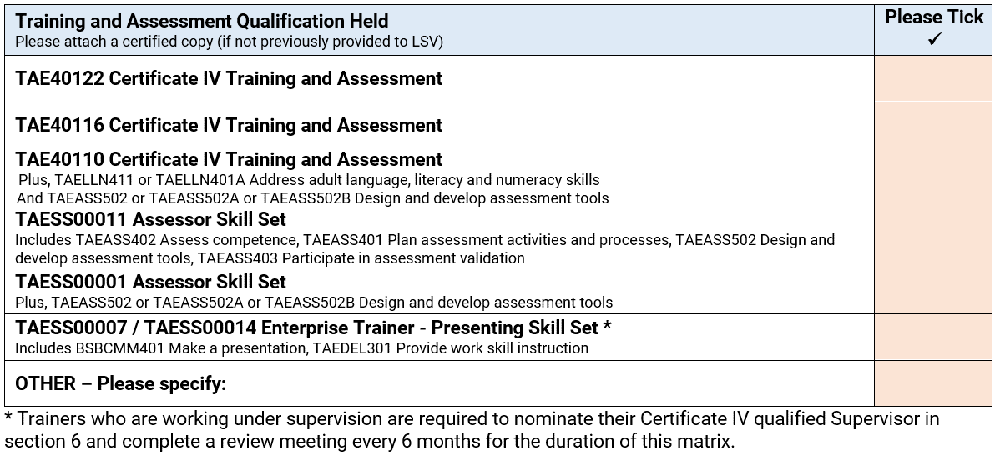 Training and Assessment Qualification Held
Please Tick
Please attach a certified copy (if not previously provided to LSV)
✓
TAE40122 Certificate IV Training and Assessment
TAE40116 Certificate IV Training and Assessment
TAE40110 Certificate IV Training and Assessment
Plus, TAELLN411 or TAELLN401A Address adult language, literacy and numeracy skills
And TAEASS502 or TAEASS502A or TAEASS502B Design and develop assessment tools
TAESS00011 Assessor Skill Set
Includes TAEASS402 Assess competence, TAEASS401 Plan assessment activities and processes, TAEASS502 Design and
develop assessment tools, TAEASS403 Participate in assessment validation
TAESS00001 Assessor Skill Set
Plus, TAEASS502 or TAEASS502A or TAEASS502B Design and develop assessment tools
TAESS00007 / TAESS00014 Enterprise Trainer - Presenting Skill Set *
Includes BSBCMM401 Make a presentation, TAEDEL301 Provide work skill instruction
OTHER – Please specify:
* Trainers who are working under supervision are required to nominate their Certificate IV qualified Supervisor in
section 6 and complete a review meeting every 6 months for the duration of this matrix.